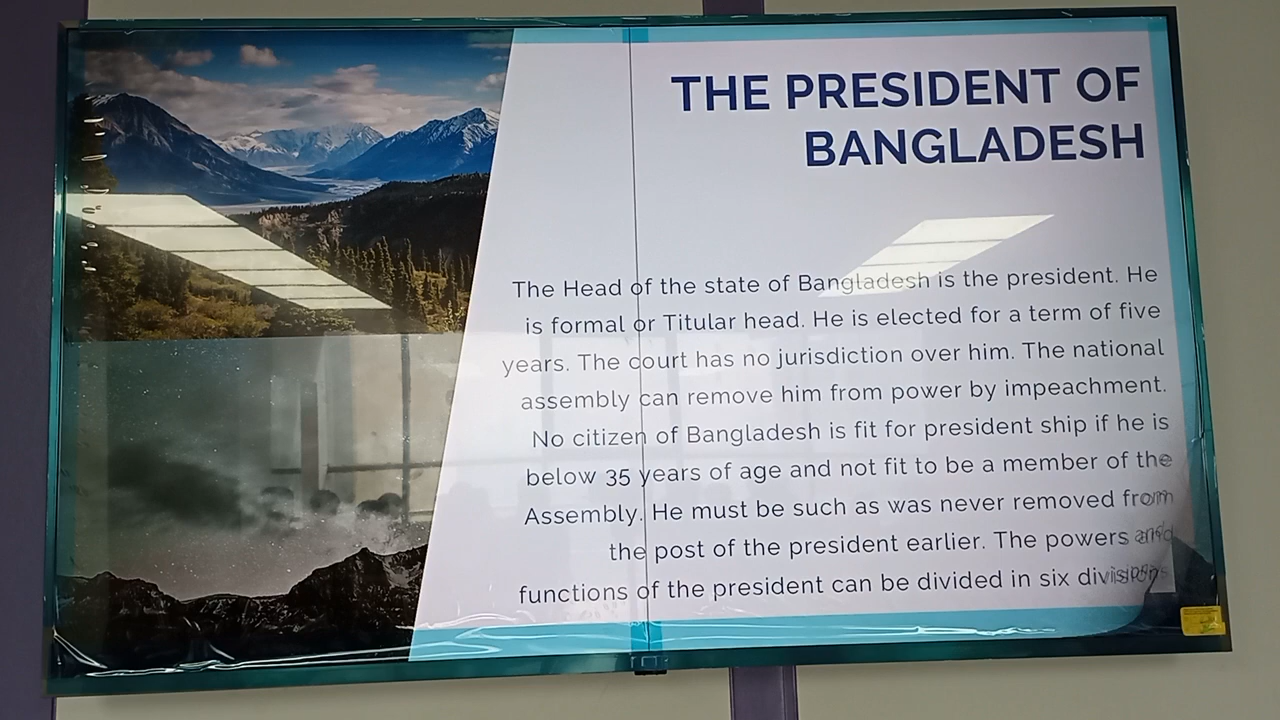 THE PRESIDENT OF
BANGLADESH
The Head of the state of Bangladesh is the president. He
is formal or Titular head. He is elected for a term of five
years. The court has no jurisdiction over him. The national
assembly can remove him from power by impeachment.
No citizen of Bangladesh is fit for president ship if he is
below 35 years of age and not fit to be a member of the
Assembly. He must be such as was never removed from
the post of the president earlier. The powers and
functions of the president can be divided in six divisions